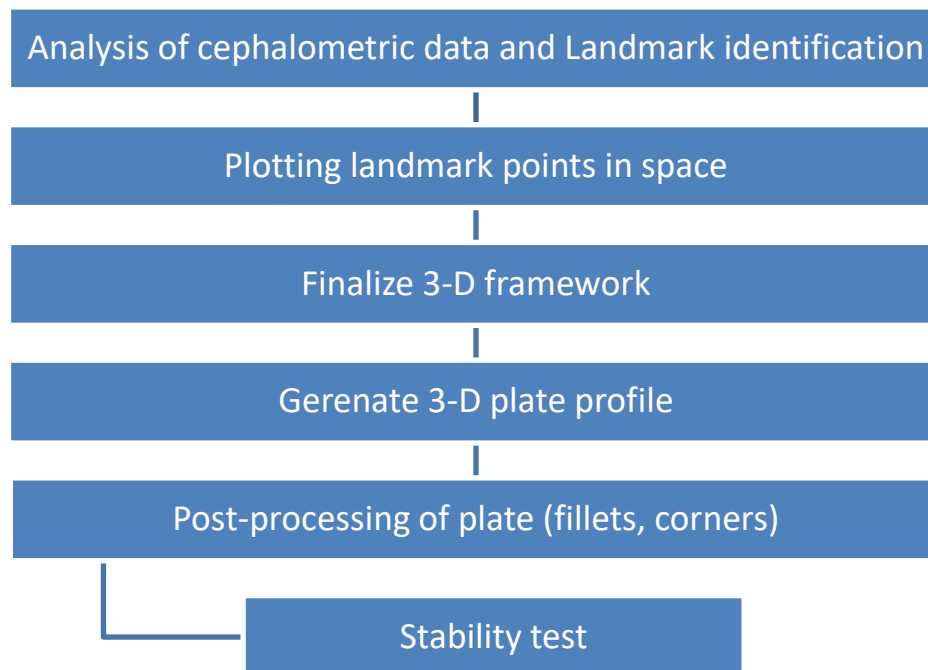 Analysis of cephalometric data and Landmark identification
Plotting landmark points in space
Finalize 3-D framework
Gerenate 3-D plate profile
Post-processing of plate (fillets, corners)
Stability test